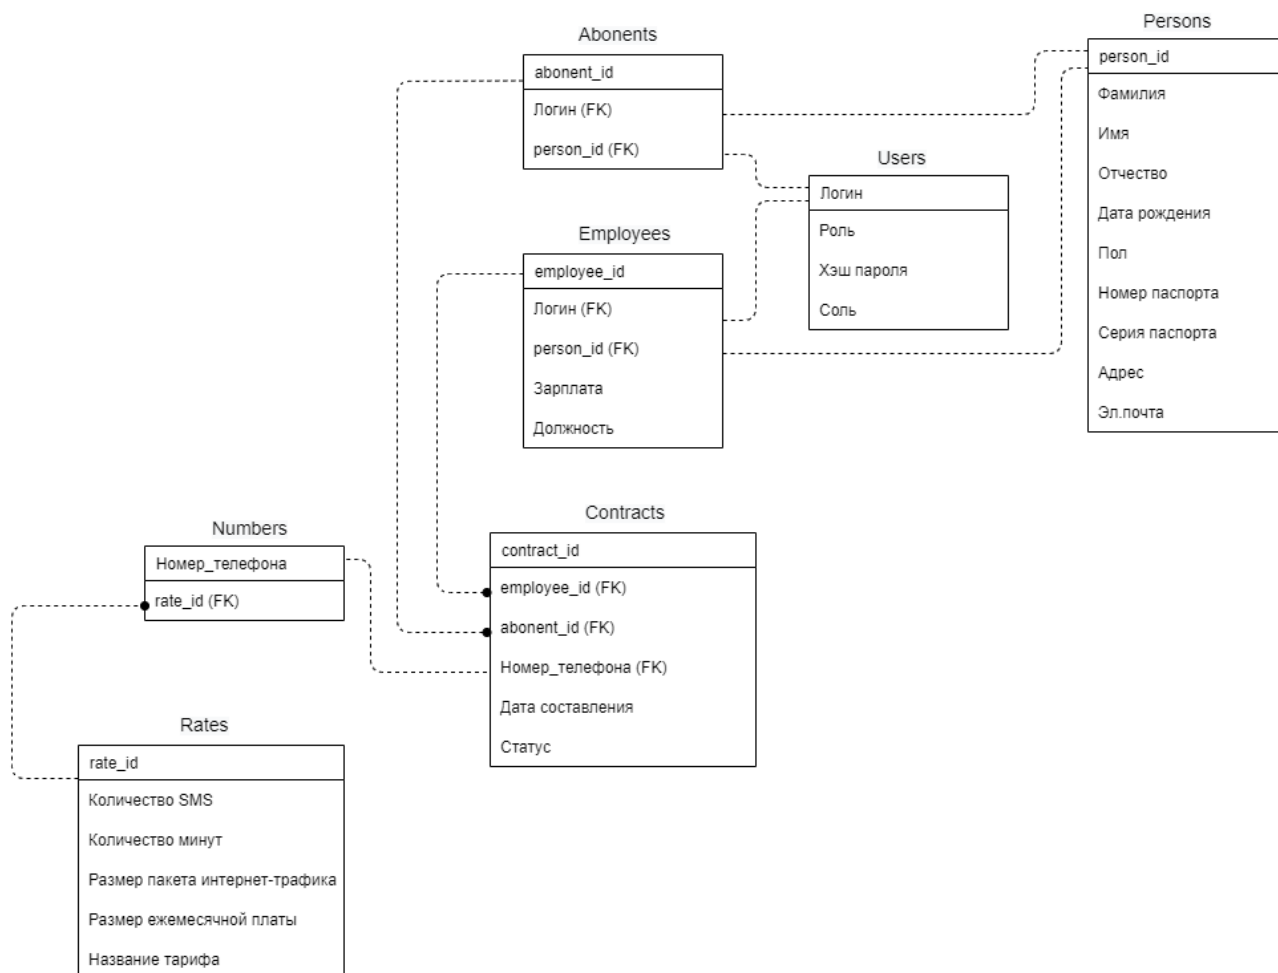 Persons
person_id
Фамилия
Имя
Отчество
Дата рождения
Пол
Номер паспорта
Серия паспорта
Адрес
Эл.почта
Abonents
abonent_id
Логин (FK)
person_id (FK)
Users
Логин
Роль
Хэш пароля
Соль
Employees
employee_id
Логин (FK)
person_id (FK)
Зарплата
Должность
Contracts
contract_id
employee_id (FK)
abonent_id (FK)
Номер_телефона (FK)
Дата составления
Статус
Numbers
Номер_телефона
rate_id (FK)
Rates
rate_id
Количество SMS
Количество минут
Размер пакета интернет-трафика
Размер ежемесячной платы
Название тарифа